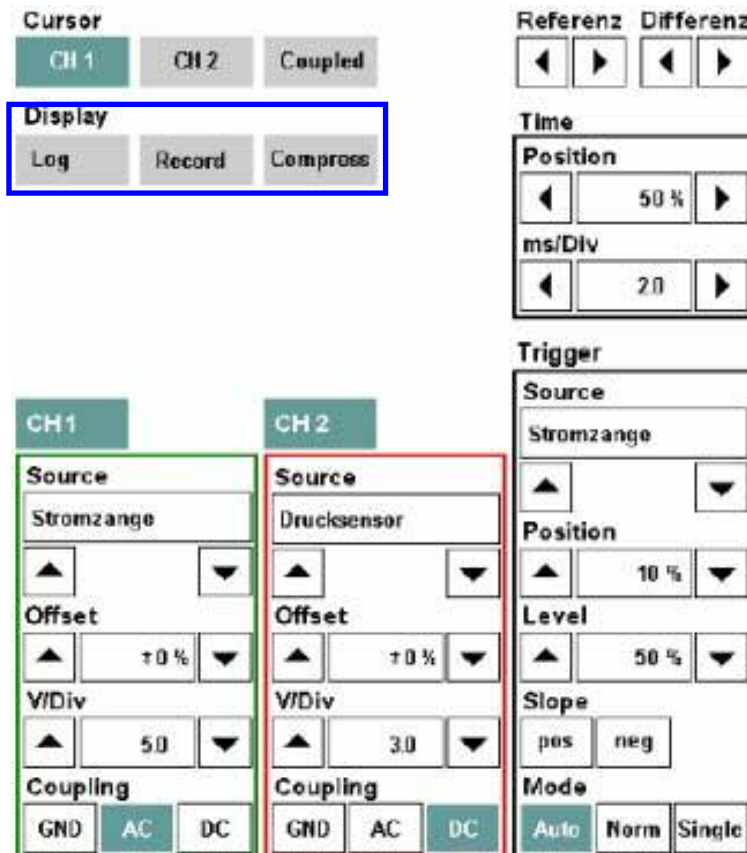 Cursor
CH 1 CH 2 Coupled
Display
Log Record Compress
Referenz Differenz
Time
Position
50 %
ms/Div
2.0
Trigger
Source
Stromzange
Position
10 %
Level
50 %
Slope
pos neg
Mode
Auto Norm Single
CH 1
Source
Stromzange
Offset
±0 %
V/Div
5.0
Coupling
GND AC DC
CH 2
Source
Drucksensor
Offset
±0 %
V/Div
3.0
Coupling
GND AC DC